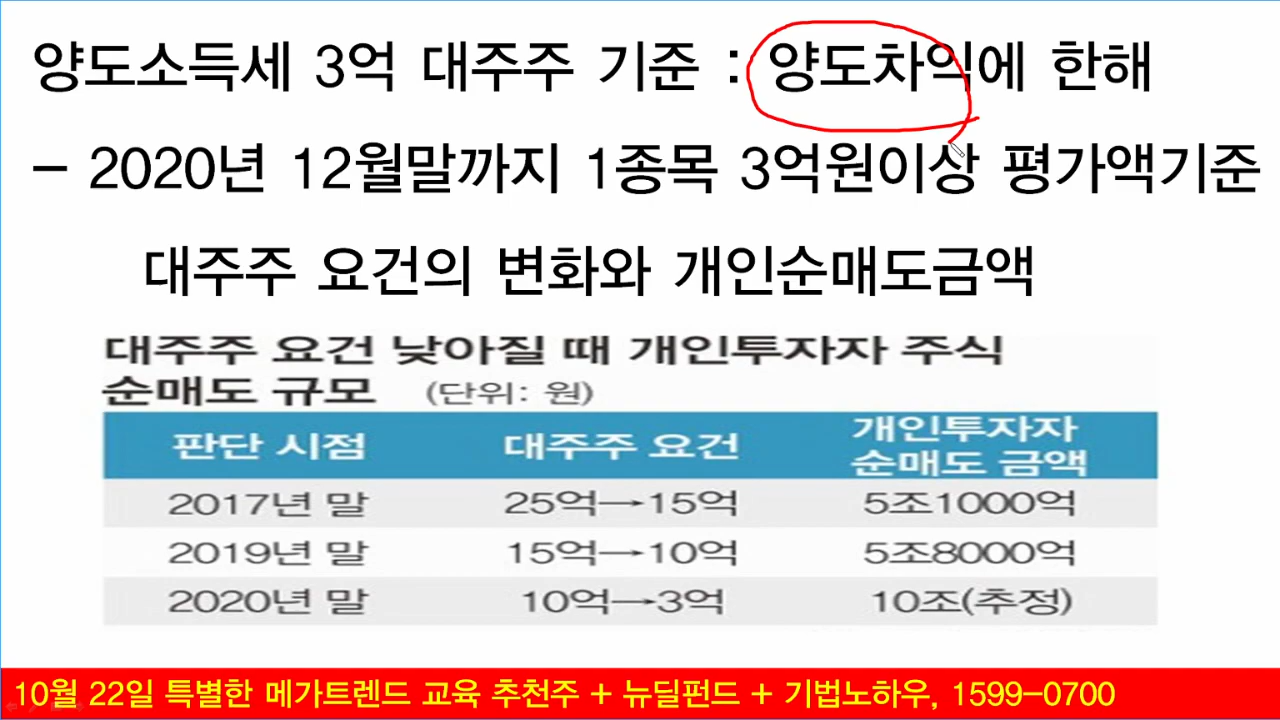 양도소득세 3억 대주주 기준 : 양도차익에 한해
- 2020년 12월말까지 1종목 3억원이상 평가액기준
대주주 요건의 변화와 개인순매도금액
대주주 요건 낮아질 때 개인투자자 주식
순매도 규모 (단위: 원)
판단 시점 대주주 요건 개인투자자 순매도 금액
2017년 말 25억→15억 5조1000억
2019년 말 15억→10억 5조8000억
2020년 말 10억→3억 10조(추정)
10월 22일 특별한 메가트렌드 교육 추천주 + 뉴딜펀드 + 기법노하우, 1599-0700